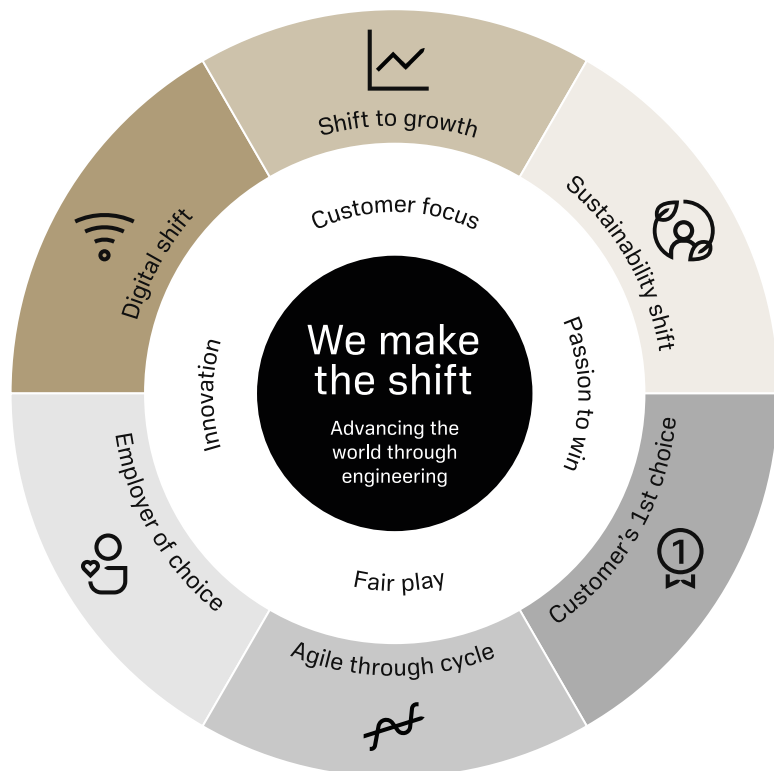 Shift to growth
Sustainability shift
Customer's 1st choice
Agile through cycle
Employer of choice
Digital shift
Customer focus
Passion to win
Fair play
Innovation
We make
the shift
Advancing the
world through
engineering
1